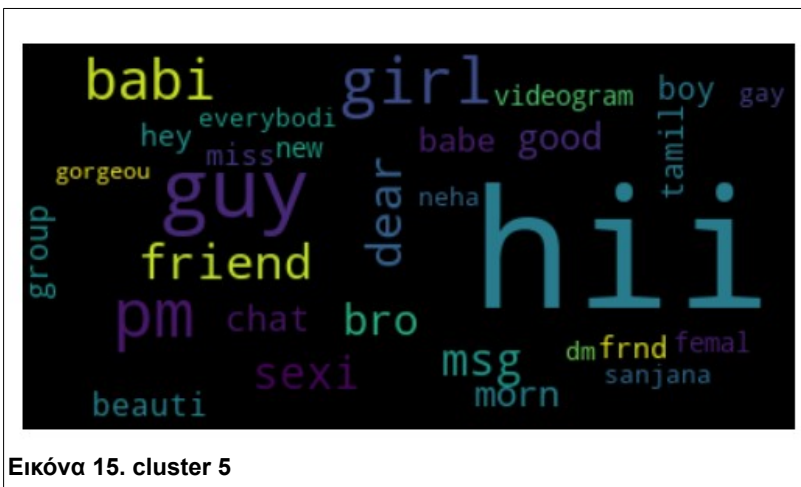 babi
girl
videogram
boy
gay
hey
everybodi
miss
new
babe
good
tamil
gorgeou
guy
dear
neha
hii
group
friend
pm
chat
bro
sexi
msg
dm
frnd
femal
morn
sanjana
beauti
Εικόνα 15. cluster 5